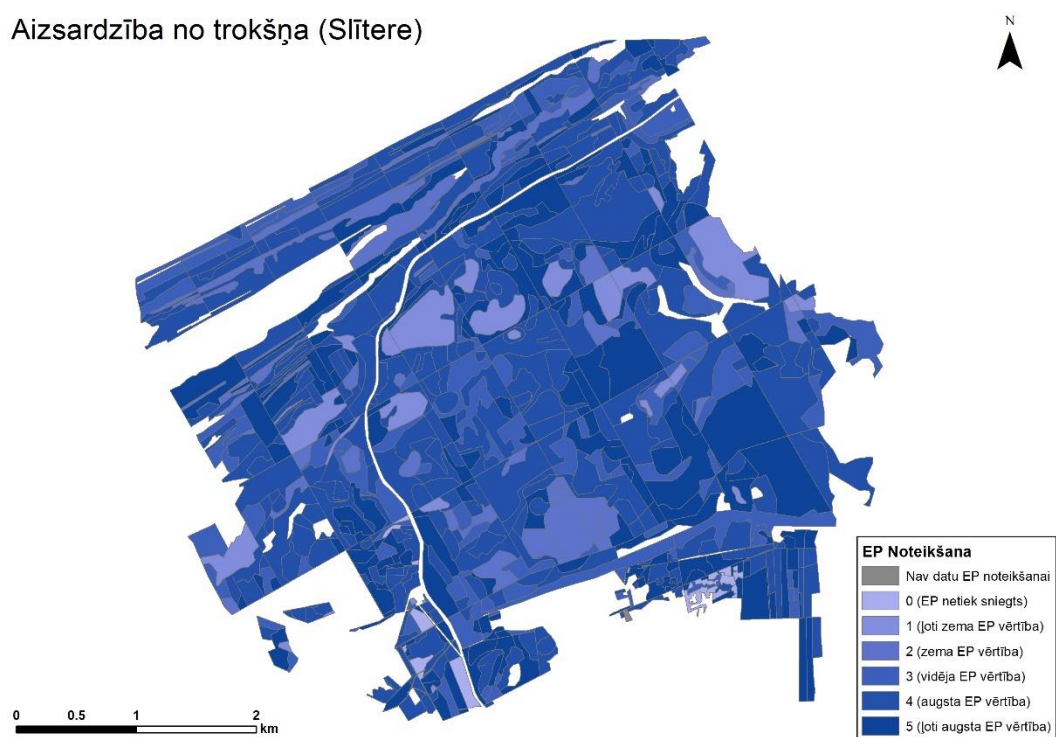 Aizsardzība no trokšņa (Slītere)
N
EP Noteikšana
Nav datu EP noteikšanai
0 (EP netiek sniegts)
1 (ļoti zema EP vērtība)
2 (zema EP vērtība)
3 (vidēja EP vērtība)
4 (augsta EP vērtība)
5 (ļoti augsta EP vērtība)
0 0.5 1 2
km